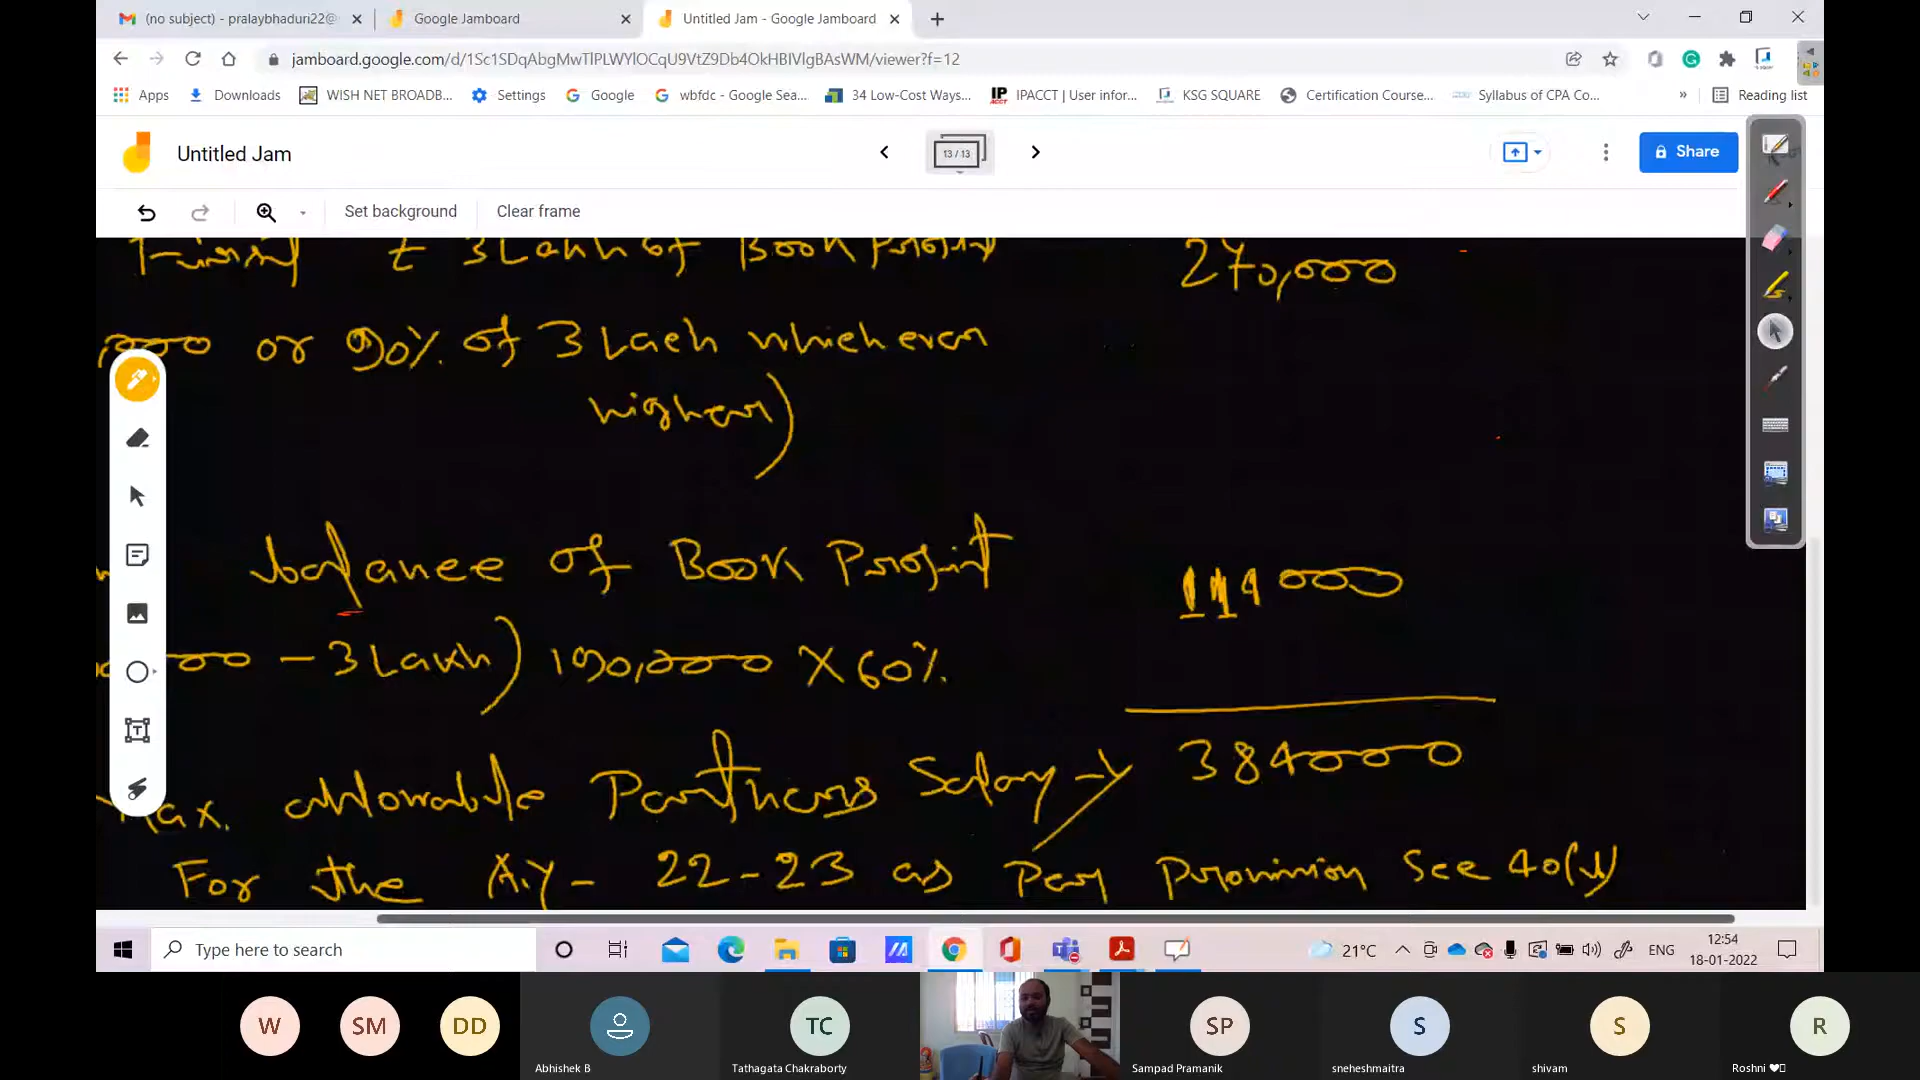 (no subject) - pralaybhaduri22@
Google Jamboard
Untitled Jam - Google Jamboard
jamboard.google.com/d/1Sc1SDqAbgMwTlPLWYlOCqU9VtZ9Db4OkHBIVlgBAsWM/viewer?f=12
Apps
Downloads
WISH NET BROADB...
Settings
Google
wbfdc - Google Sea...
34 Low-Cost Ways...
IPACCT | User infor...
KSG SQUARE
Certification Course...
Syllabus of CPA Co...
»
Reading list
Untitled Jam
13 / 13
Share
Set background
Clear frame
3 Lakh of Book Profit 270,000
000 or 90% of 3 Lach whichever
higher)
balance of Book Profit 114000
000 - 3 Lakh) 190,000 X 60%
Max. allowable Partners Salary → 384000
For the A.Y - 22-23 as Per Provision Sec 40(b)
Type here to search
21°C
ENG
12:54
18-01-2022
W
SM
DD
TC
SP
S
S
R
Abhishek B
Tathagata Chakraborty
Sampad Pramanik
sneheshmaitra
shivam
Roshni ❤